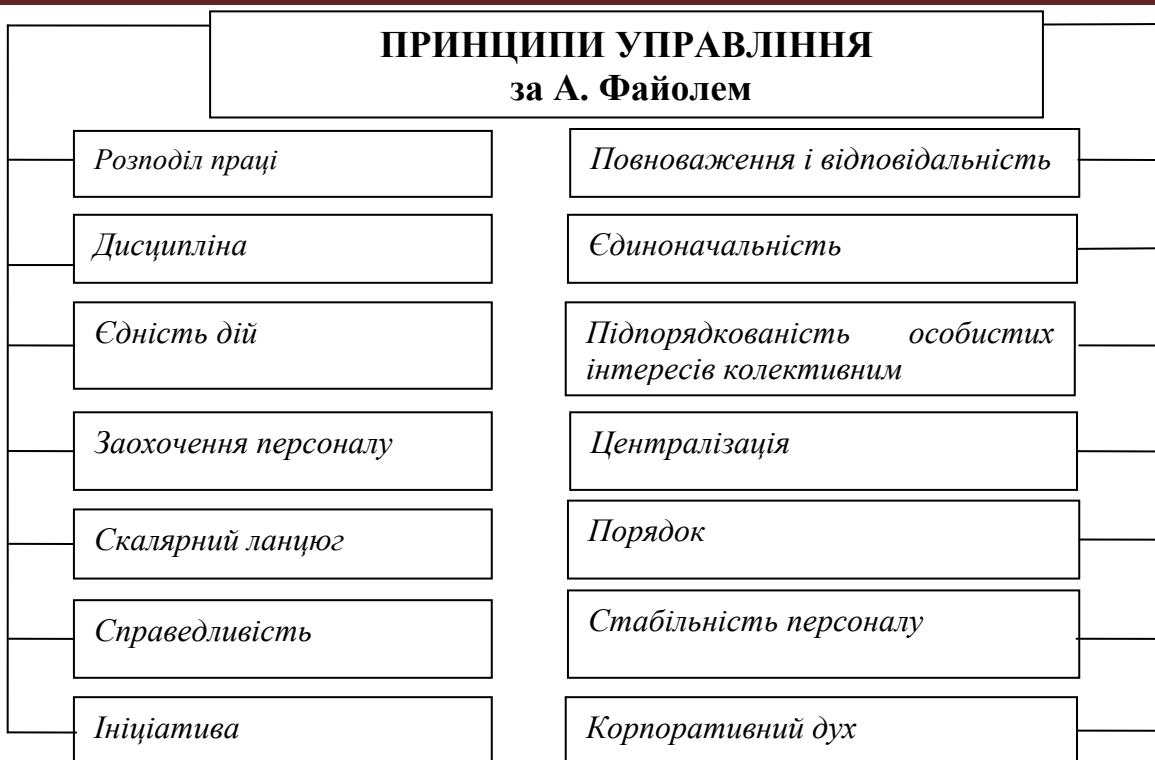 ПРИНЦИПИ УПРАВЛІННЯ
за А. Файолем
Розподіл праці
Повноваження і відповідальність
Дисципліна
Єдиноначальність
Єдність дій
Підпорядкованість особистих
інтересів колективним
Заохочення персоналу
Централізація
Скалярний ланцюг
Порядок
Справедливість
Стабільність персоналу
Ініціатива
Корпоративний дух